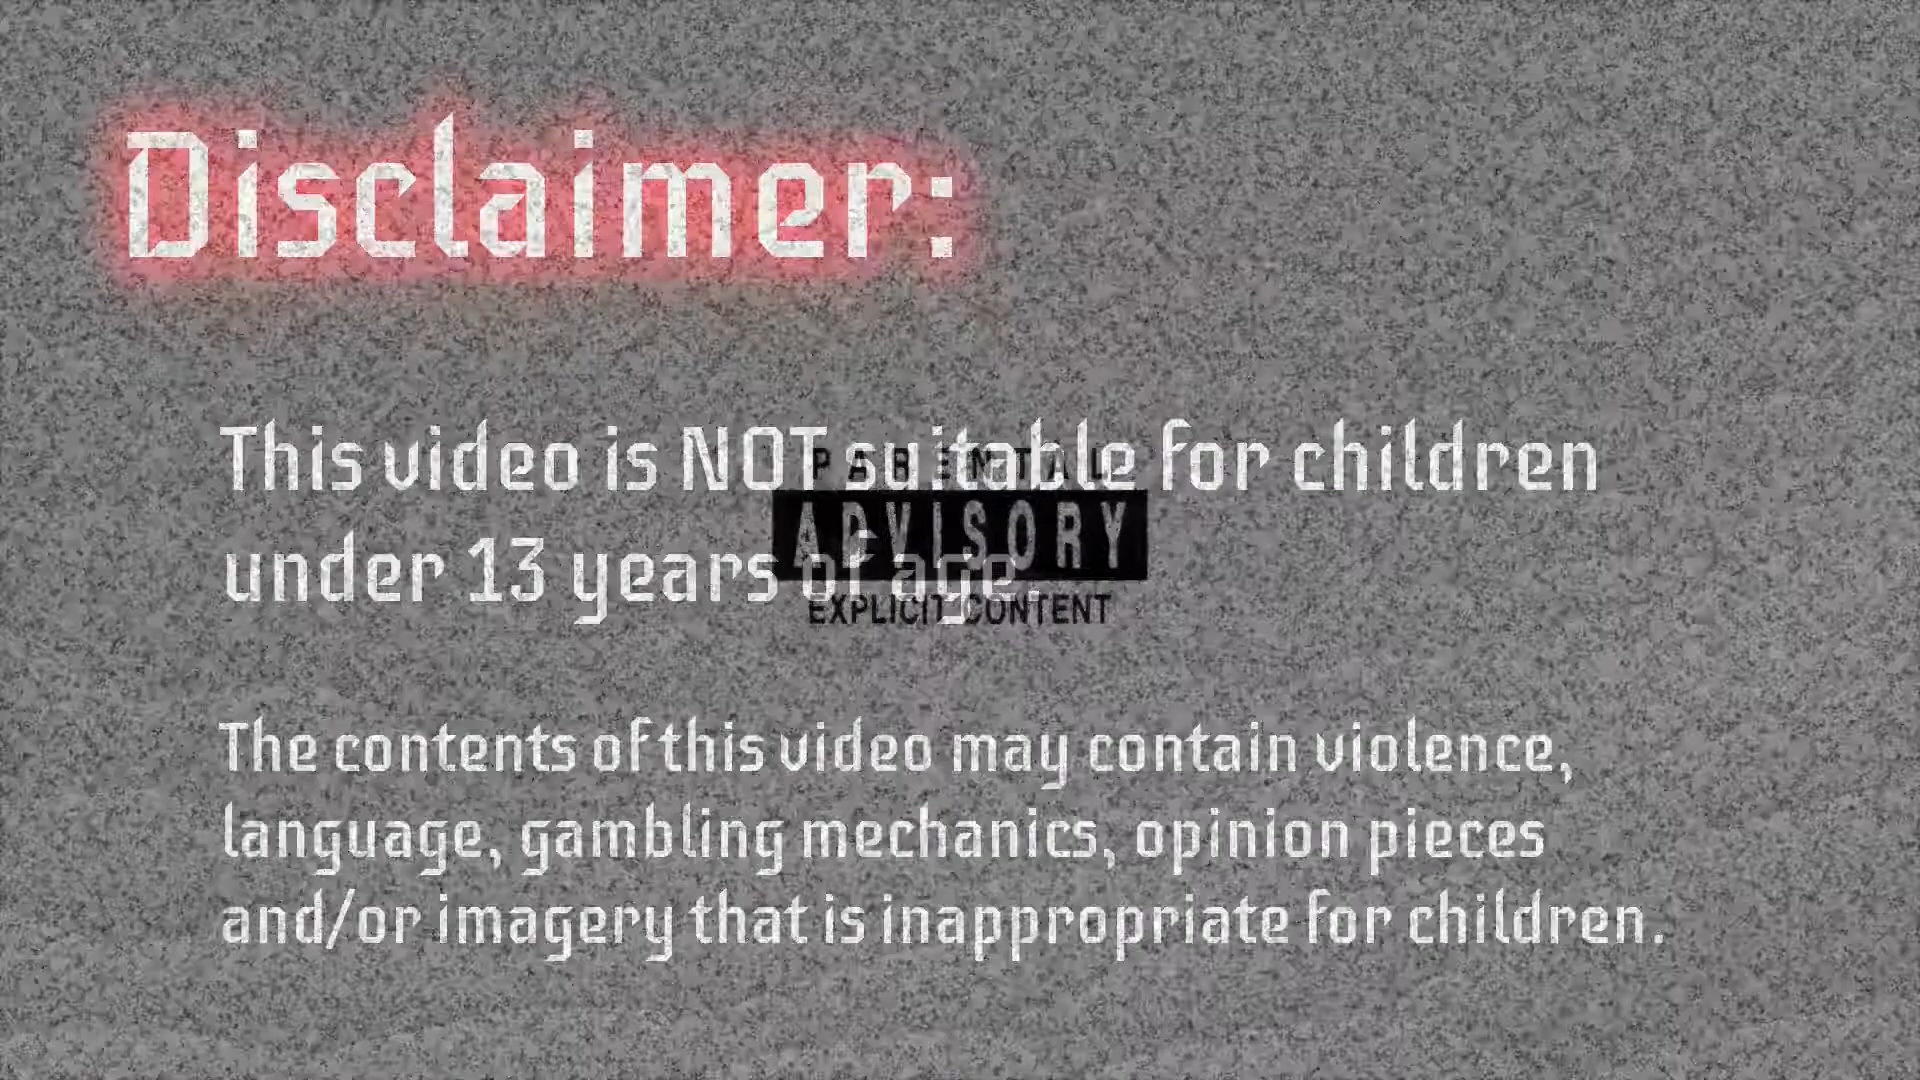 Disclaimer:
This video is NOT suitable for children
under 13 years of age.
PARENTAL
ADVISORY
EXPLICIT CONTENT
The contents of this video may contain violence,
language, gambling mechanics, opinion pieces
and/or imagery that is inappropriate for children.